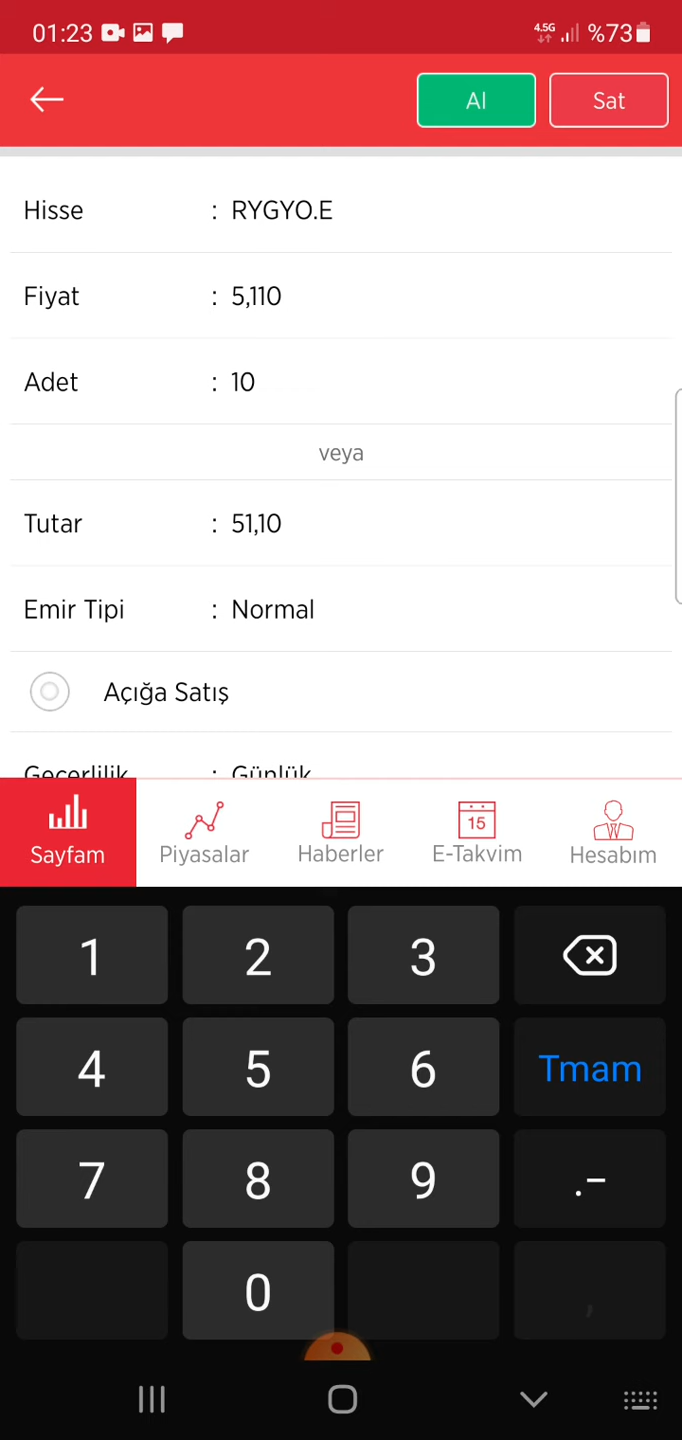 01:23 4.5G %73
Al Sat
Hisse : RYGYO.E
Fiyat : 5,110
Adet : 10
veya
Tutar : 51,10
Emir Tipi : Normal
Açığa Satış
Geçerlilik : Günlük
15
Sayfam Piyasalar Haberler E-Takvim Hesabım
1 2 3
4 5 6 Tmam
7 8 9 .-
0 ,